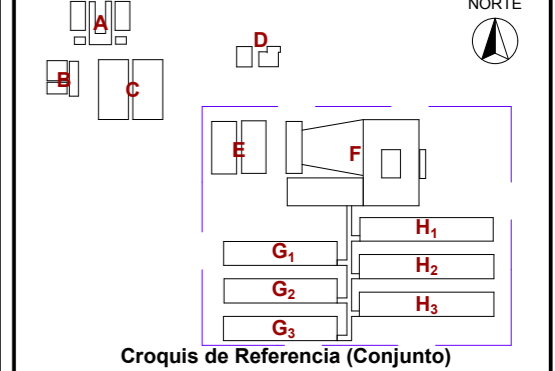 NORTE
A
D
B
C
E
F
H1
G1
H2
G2
H3
G3
Croquis de Referencia (Conjunto)